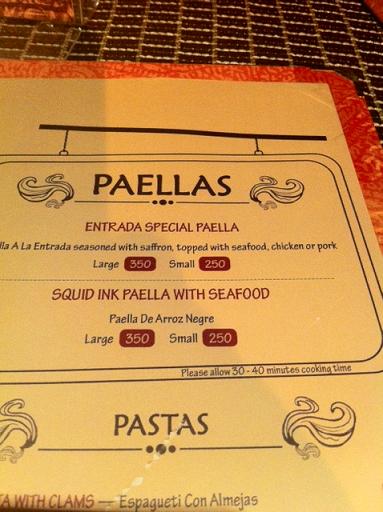 PAELLAS
ENTRADA SPECIAL PAELLA
lla A La Entrada seasoned with saffron, topped with seafood, chicken or pork
Large 350 Small 250
SQUID INK PAELLA WITH SEAFOOD
Paella De Arroz Negre
Large 350 Small 250
Please allow 30 - 40 minutes cooking time
PASTAS
TA WITH CLAMS — Espagueti Con Almejas